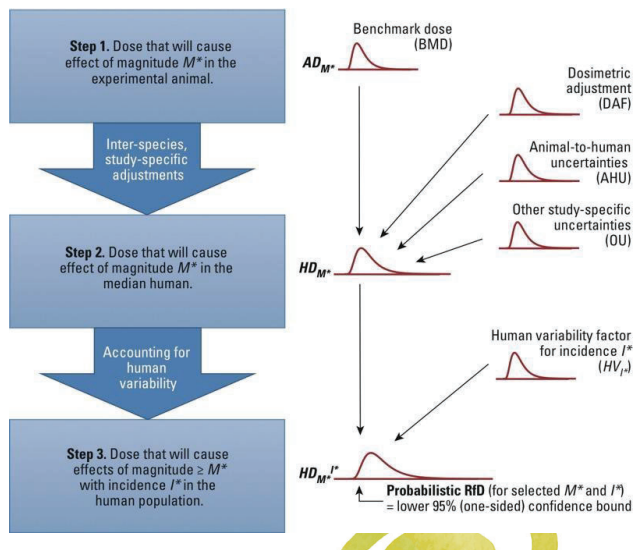 Step 1. Dose that will cause
effect of magnitude M* in the
experimental animal.
Inter-species,
study-specific
adjustments
Step 2. Dose that will cause
effect of magnitude M* in the
median human.
Accounting for
human
variability
Step 3. Dose that will cause
effects of magnitude ≥ M*
with incidence I* in the
human population.
Benchmark dose
(BMD)
AD_M*
Dosimetric
adjustment
(DAF)
Animal-to-human
uncertainties
(AHU)
Other study-specific
uncertainties
(OU)
HD_M*
Human variability factor
for incidence I*
(HV_I*)
HD_M*^I*
Probabilistic RfD (for selected M* and I*)
= lower 95% (one-sided) confidence bound